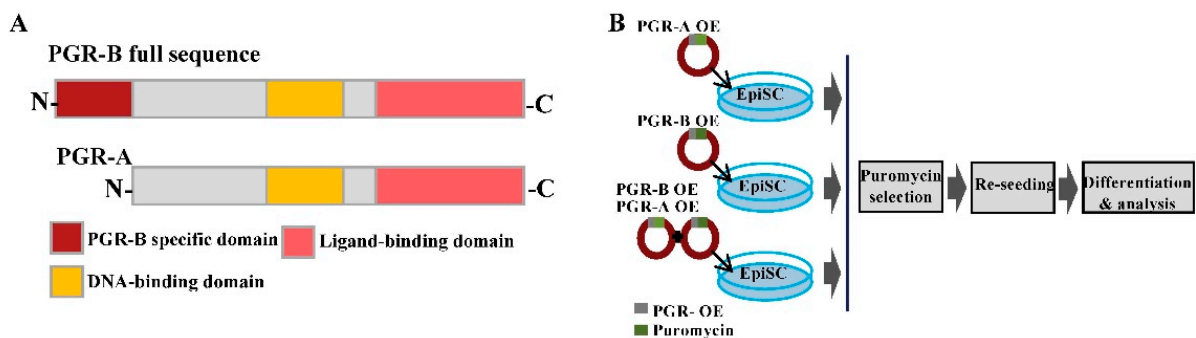 A
PGR-B full sequence
N-
-C
PGR-A
N-
-C
PGR-B specific domain
Ligand-binding domain
DNA-binding domain
B
PGR-A OE
EpiSC
PGR-B OE
EpiSC
PGR-B OE
PGR-A OE
EpiSC
PGR- OE
Puromycin
Puromycin
selection
Re-seeding
Differentiation
& analysis